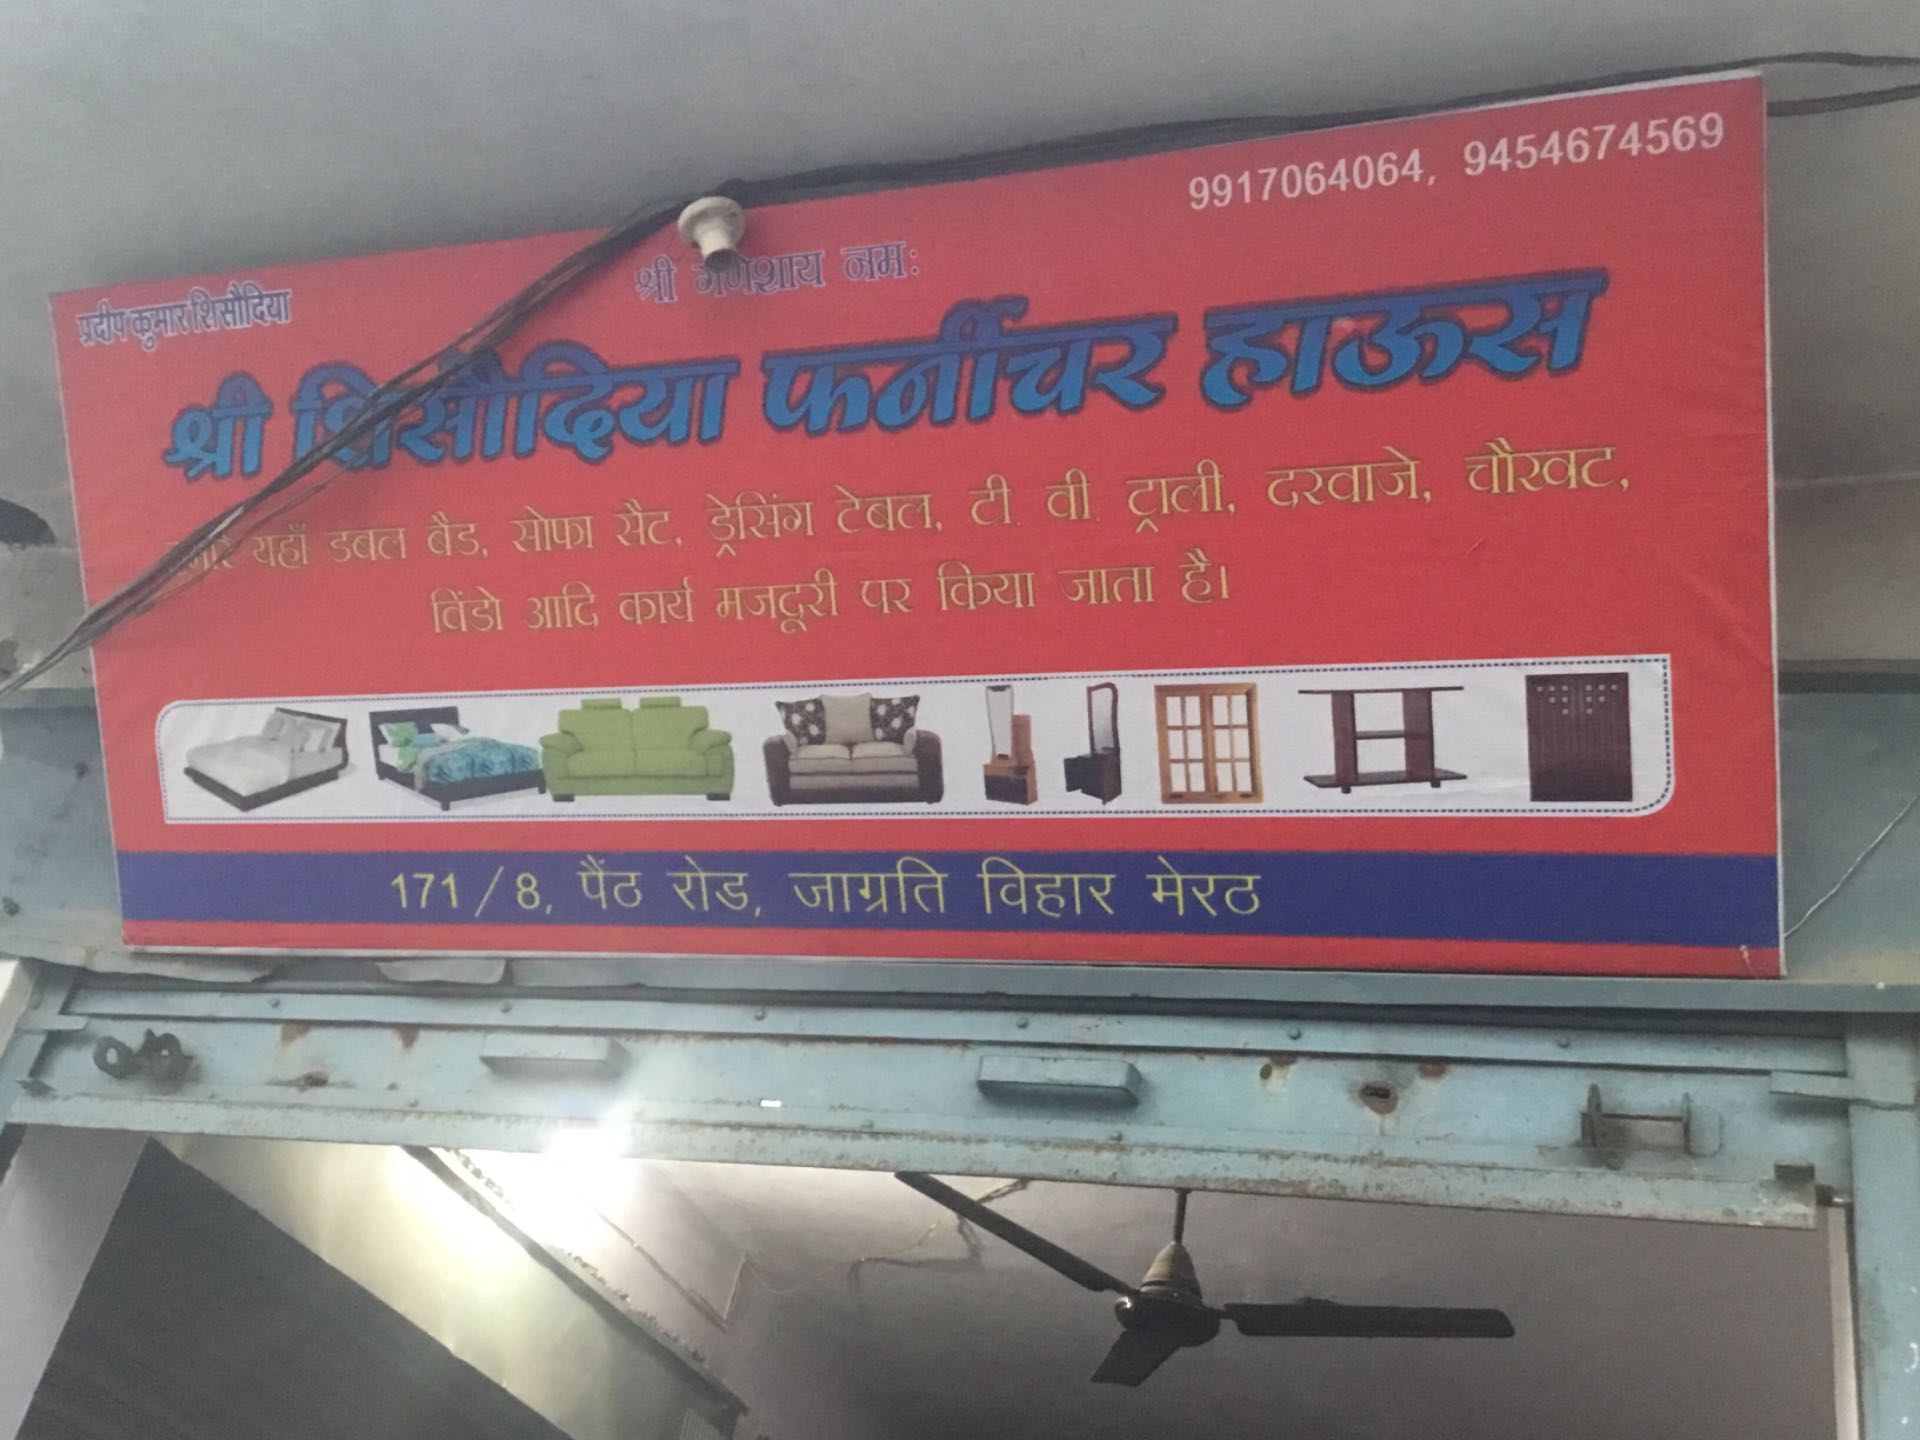 9917064064, 9454674569
प्रदीप कुमार शिसौदिया
श्री गणेशाय नमः
श्री शिसौदिया फर्नीचर हाऊस
हमारे यहाँ डबल बैड, सोफा सैट, ड्रेसिंग टेबल, टी. वी. ट्राली, दरवाजे, चौखट,
विंडो आदि कार्य मजदूरी पर किया जाता है।
171/8, पैंठ रोड, जाग्रति विहार मेरठ